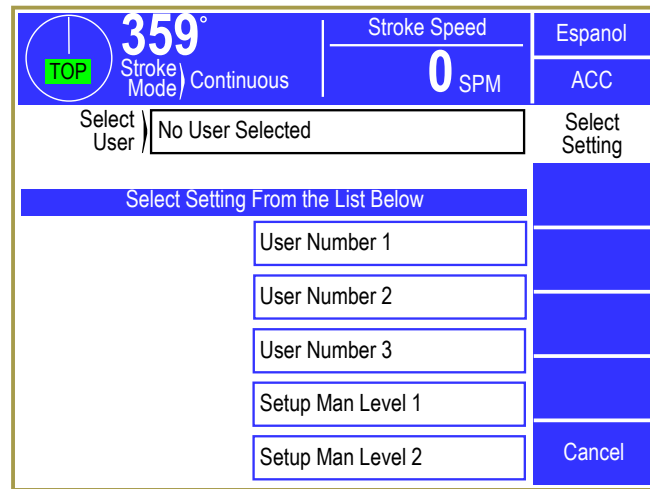 359° Stroke Speed Espanol
TOP
Stroke Mode) Continuous
0 SPM
ACC
Select User) No User Selected
Select Setting
Select Setting From the List Below
User Number 1
User Number 2
User Number 3
Setup Man Level 1
Setup Man Level 2
Cancel